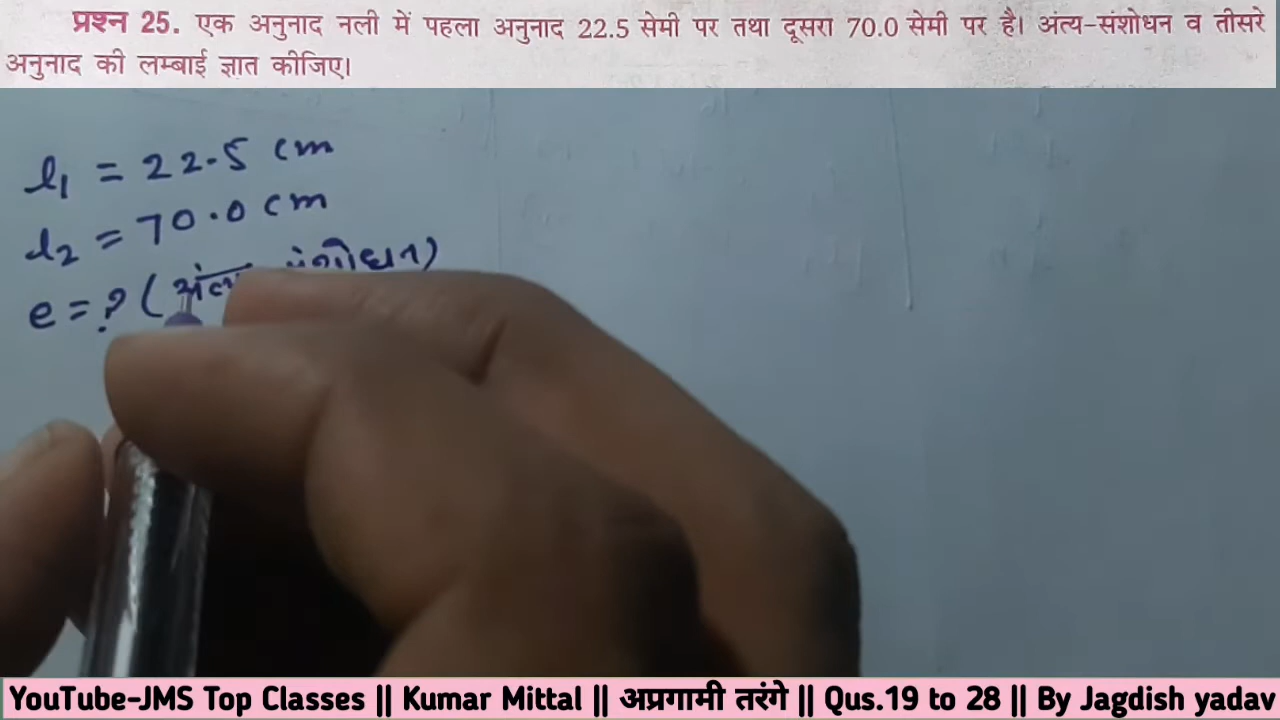 प्रश्न 25. एक अनुनाद नली में पहला अनुनाद 22.5 सेमी पर तथा दूसरा 70.0 सेमी पर है। अंत्य-संशोधन व तीसरे
अनुनाद की लम्बाई ज्ञात कीजिए।
l₁ = 22.5 cm
l₂ = 70.0 cm
e = ? (
YouTube-JMS Top Classes || Kumar Mittal || अप्रगामी तरंगे || Qus.19 to 28 || By Jagdish yadav